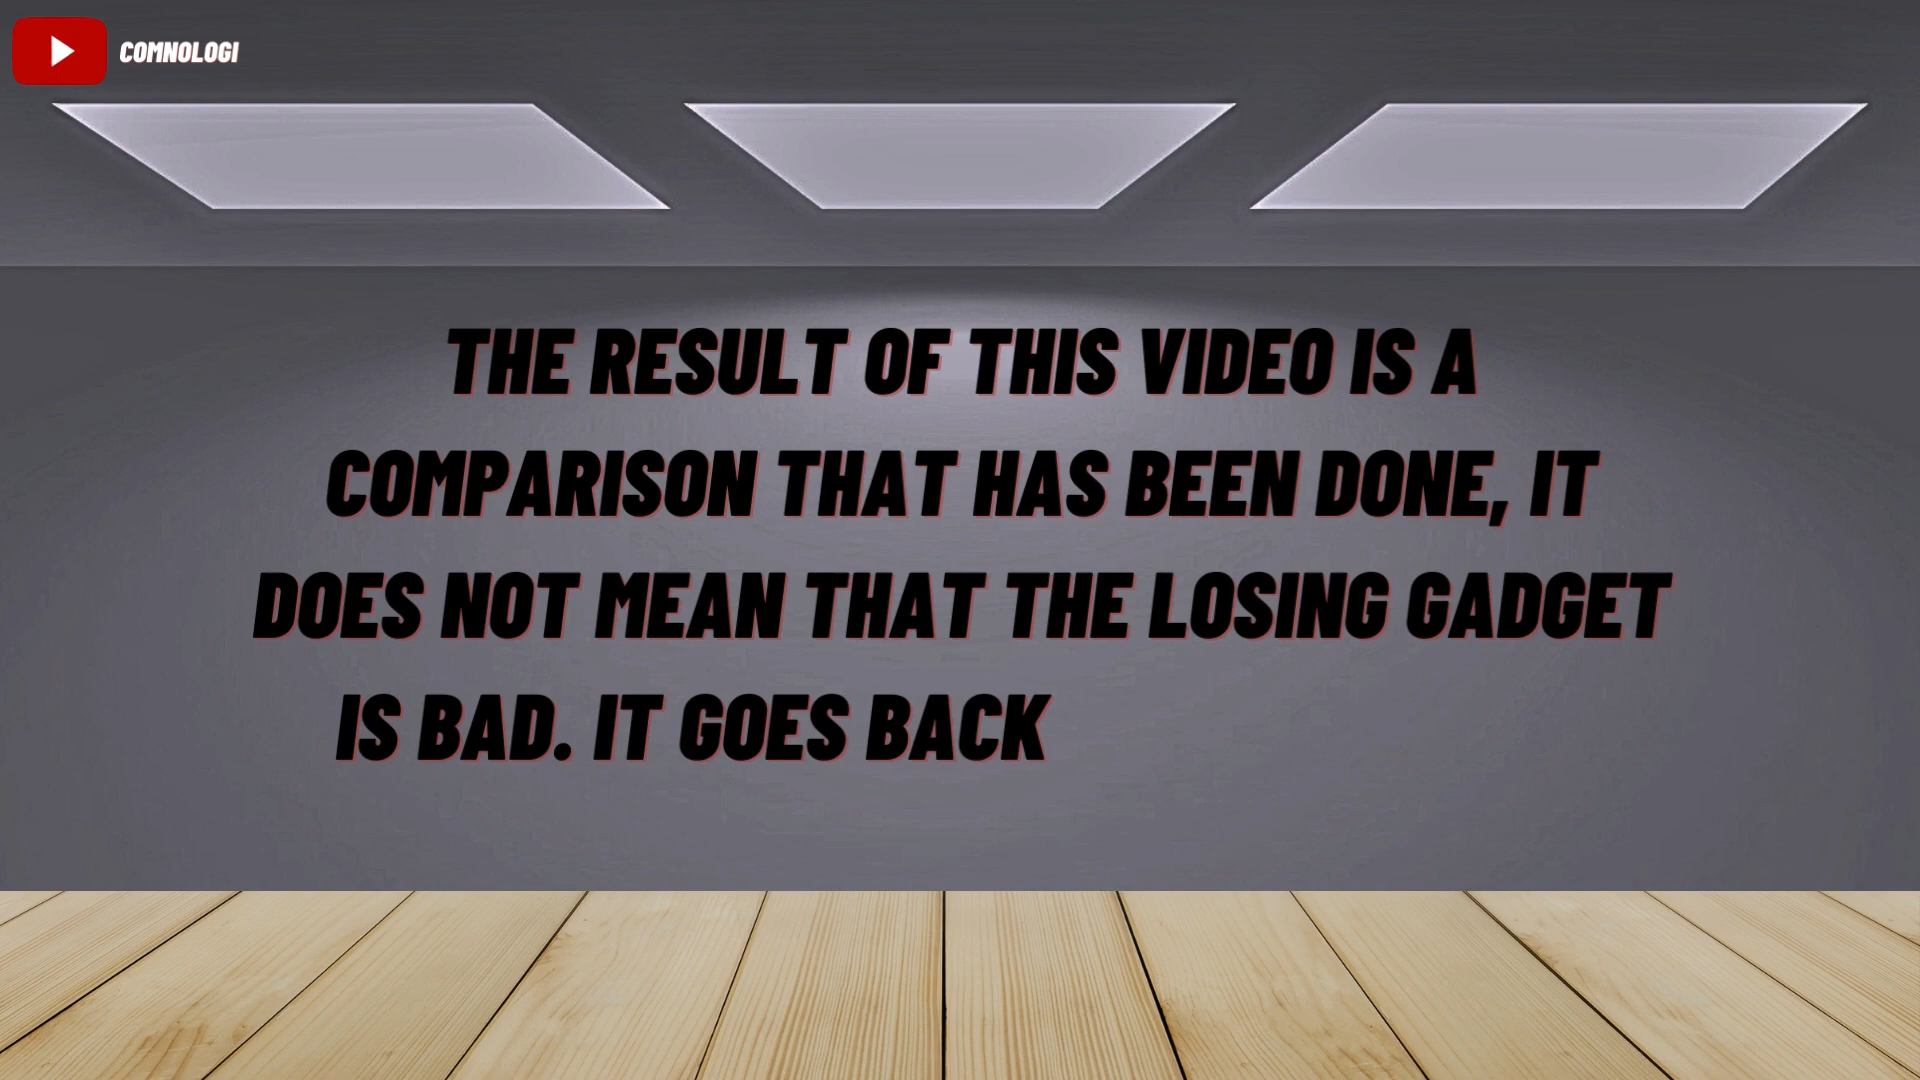 COMNOLOGI
THE RESULT OF THIS VIDEO IS A
COMPARISON THAT HAS BEEN DONE, IT
DOES NOT MEAN THAT THE LOSING GADGET
IS BAD. IT GOES BACK